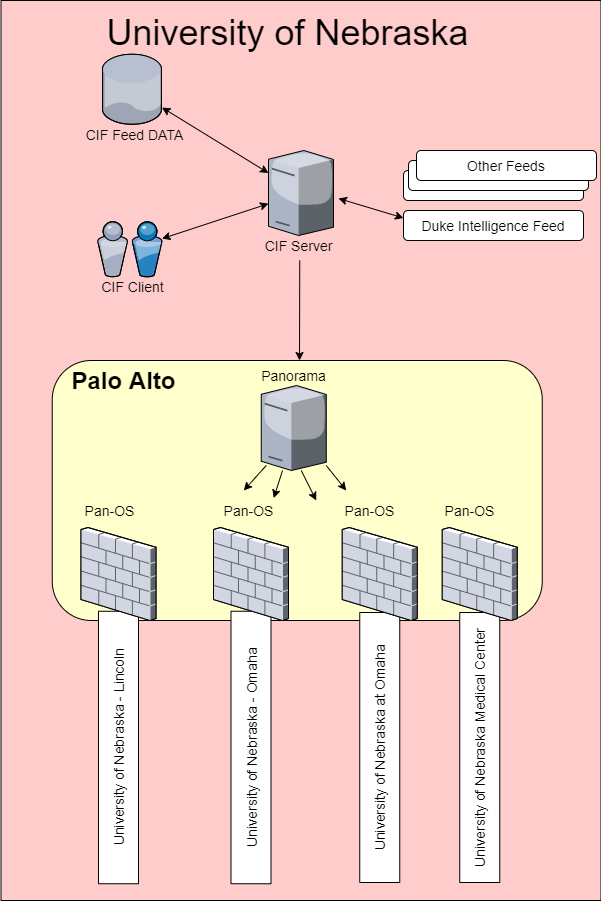 University of Nebraska
CIF Feed DATA
Other Feeds
Duke Intelligence Feed
CIF Server
CIF Client
Palo Alto
Panorama
Pan-OS
Pan-OS
Pan-OS
Pan-OS
University of Nebraska - Lincoln
University of Nebraska - Omaha
University of Nebraska at Omaha
University of Nebraska Medical Center